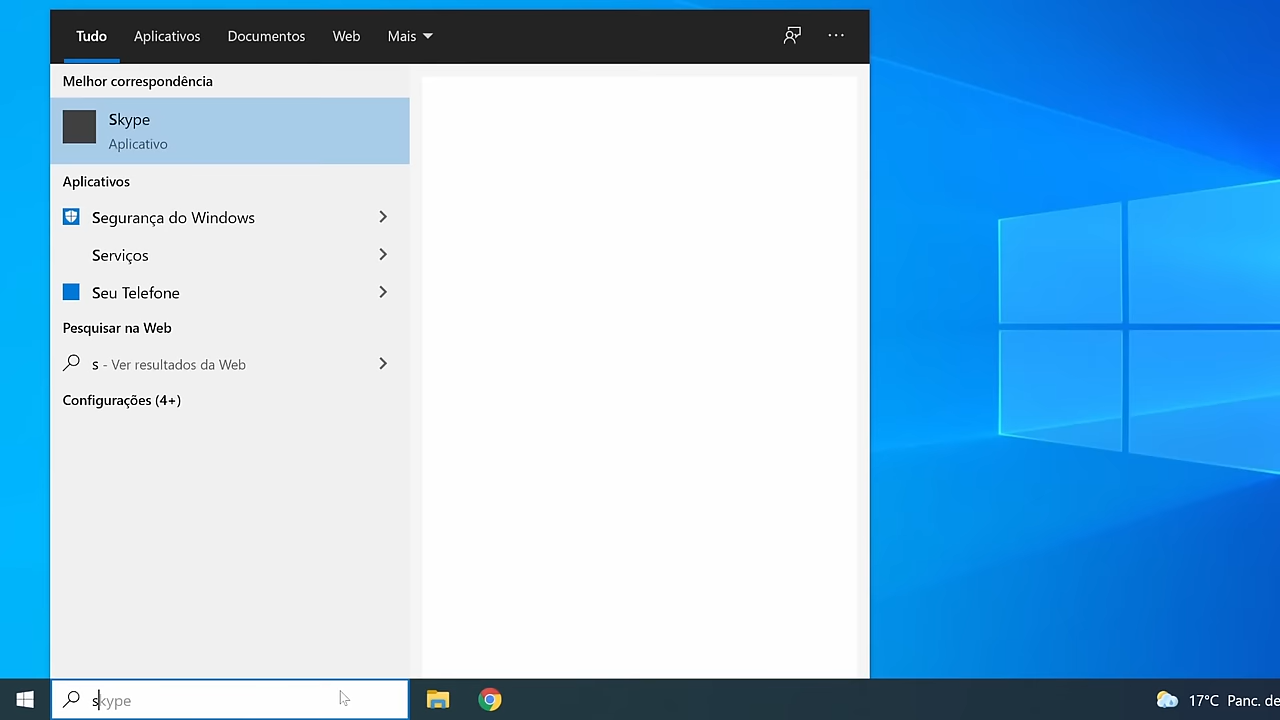 Tudo Aplicativos Documentos Web Mais
Melhor correspondência
Skype
Aplicativo
Aplicativos
Segurança do Windows
Serviços
Seu Telefone
Pesquisar na Web
s - Ver resultados da Web
Configurações (4+)
skype
17°C Panc. de